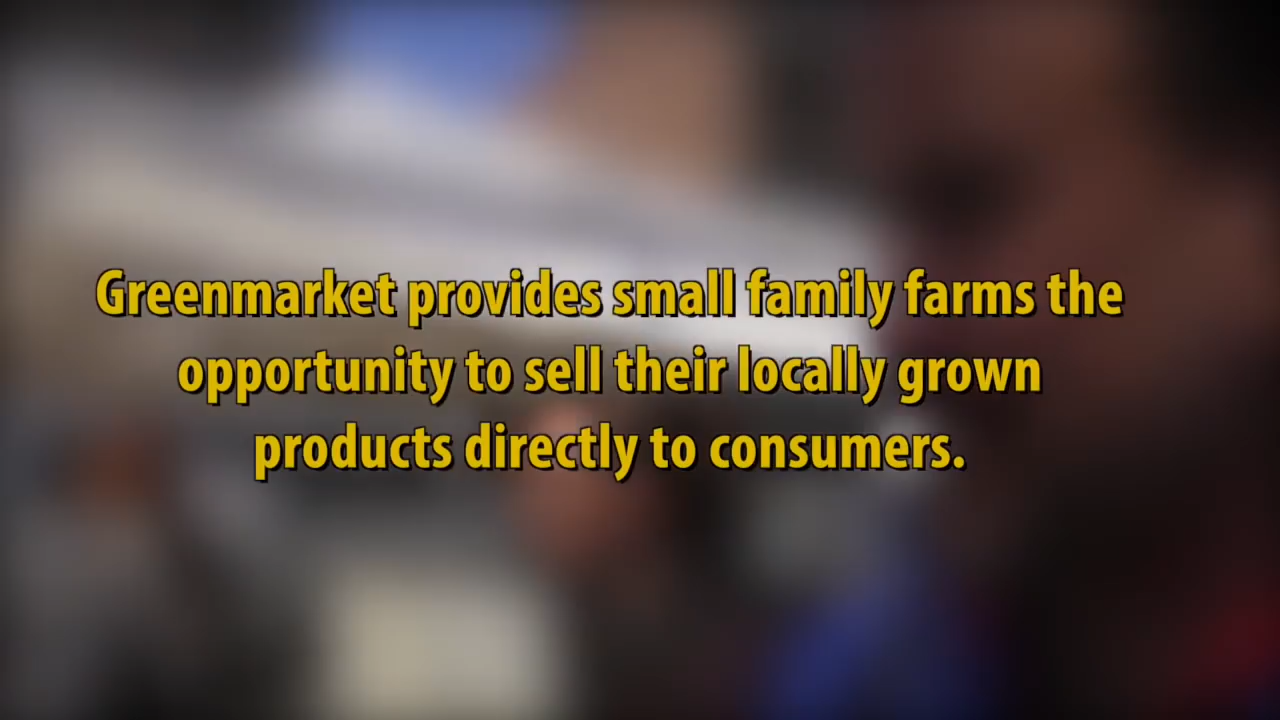 Greenmarket provides small family farms the
opportunity to sell their locally grown
products directly to consumers.